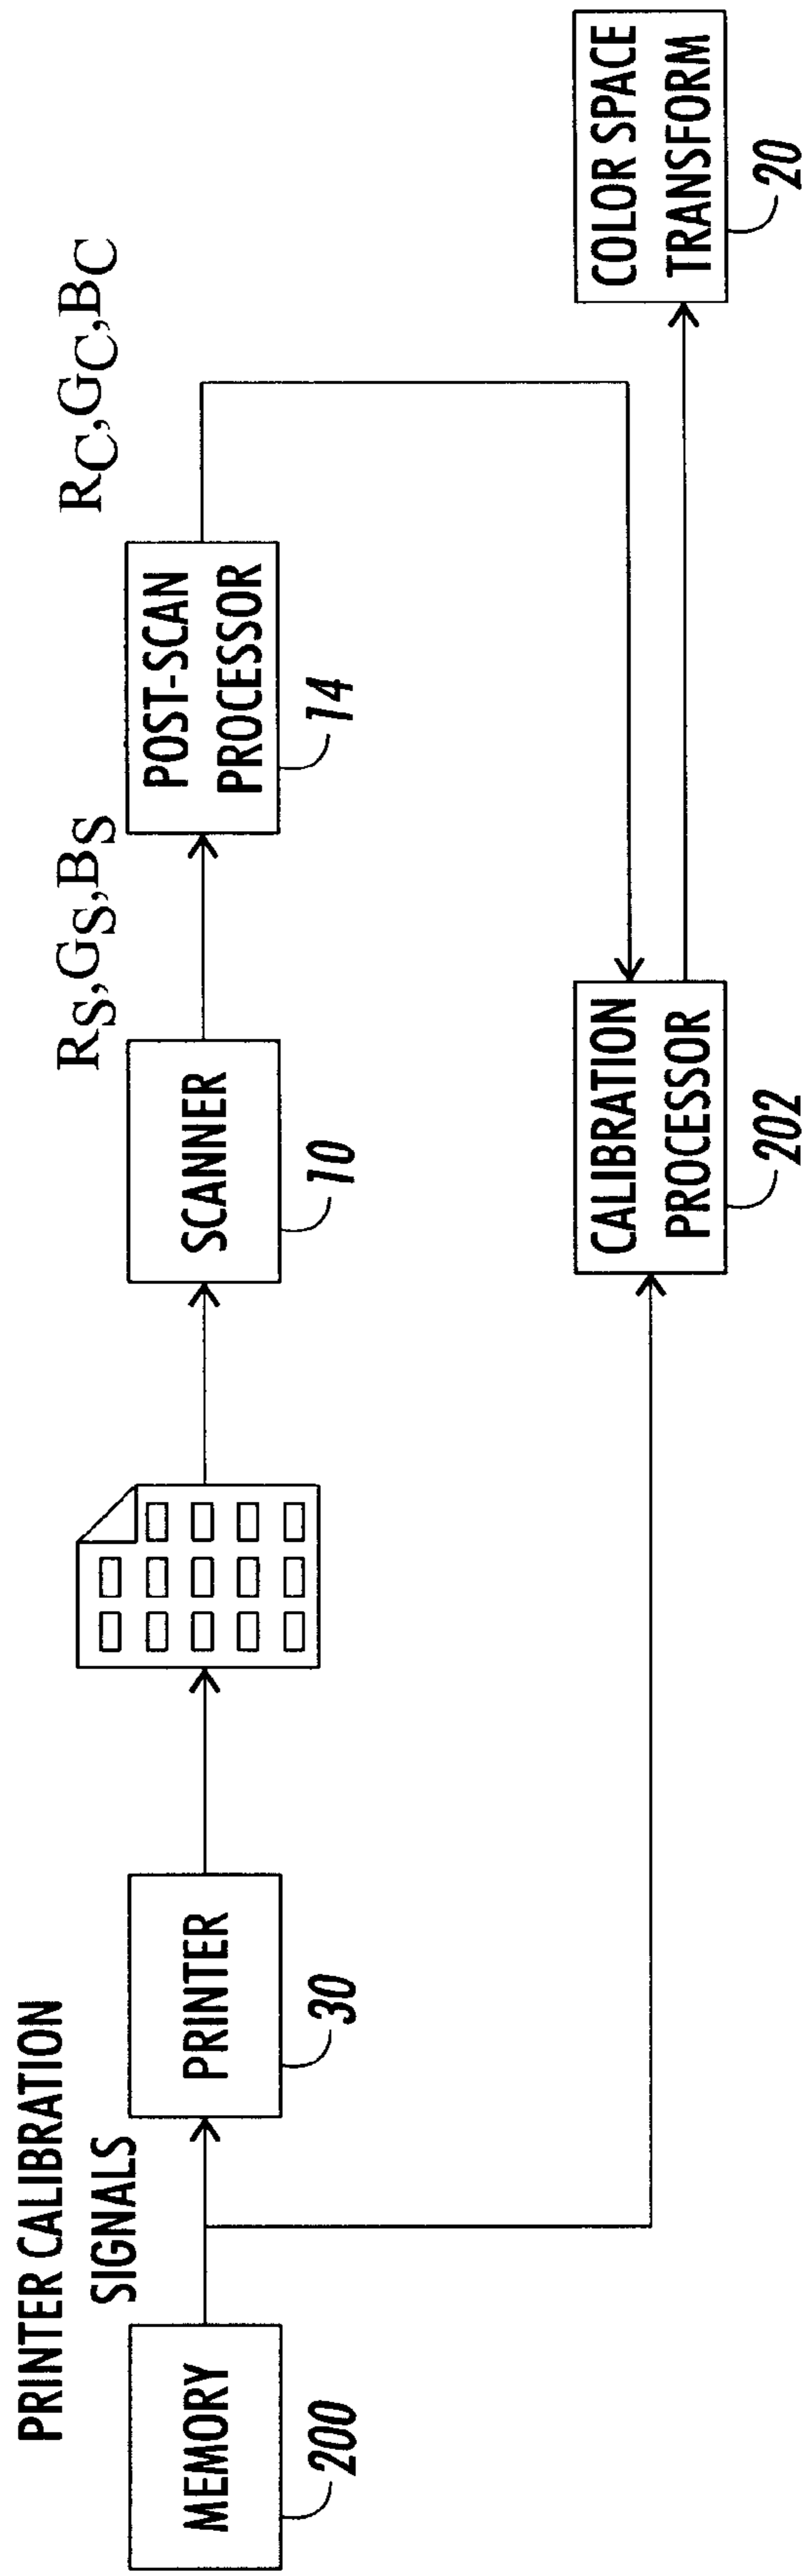 PRINTER CALIBRATION
SIGNALS
MEMORY
200
PRINTER
30
SCANNER
10
RS,GS,BS
POST-SCAN
PROCESSOR
14
RC,GC,BC
CALIBRATION
PROCESSOR
202
COLOR SPACE
TRANSFORM
20